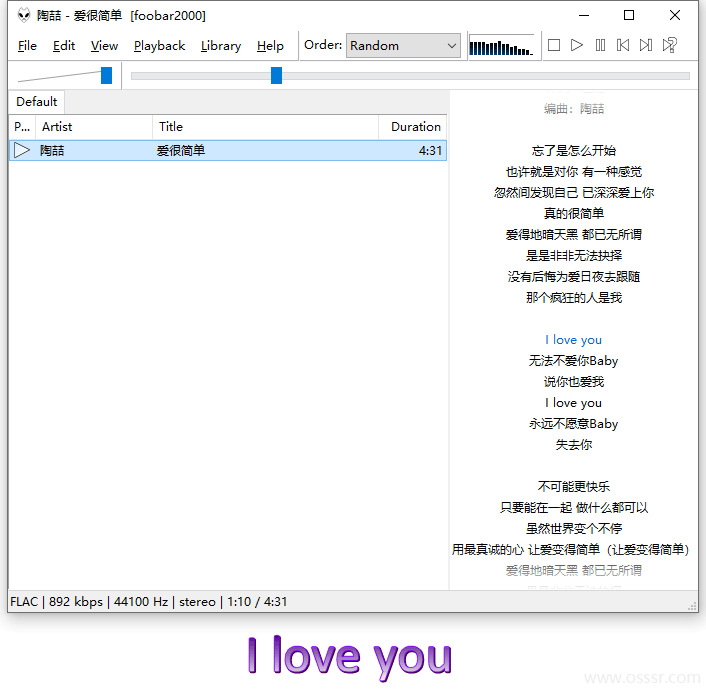 陶喆 - 爱很简单 [foobar2000]
File Edit View Playback Library Help Order: Random
Default
P... Artist Title Duration
陶喆 爱很简单 4:31
编曲：陶喆
忘了是怎么开始
也许就是对你 有一种感觉
忽然间发现自己 已深深爱上你
真的很简单
爱得地暗天黑 都已无所谓
是是非非无法抉择
没有后悔为爱日夜去跟随
那个疯狂的人是我
I love you
无法不爱你Baby
说你也爱我
I love you
永远不愿意Baby
失去你
不可能更快乐
只要能在一起 做什么都可以
虽然世界变个不停
用最真诚的心 让爱变得简单（让爱变得简单）
爱得地暗天黑 都已无所谓
FLAC | 892 kbps | 44100 Hz | stereo | 1:10 / 4:31
I love you
www.osssr.com